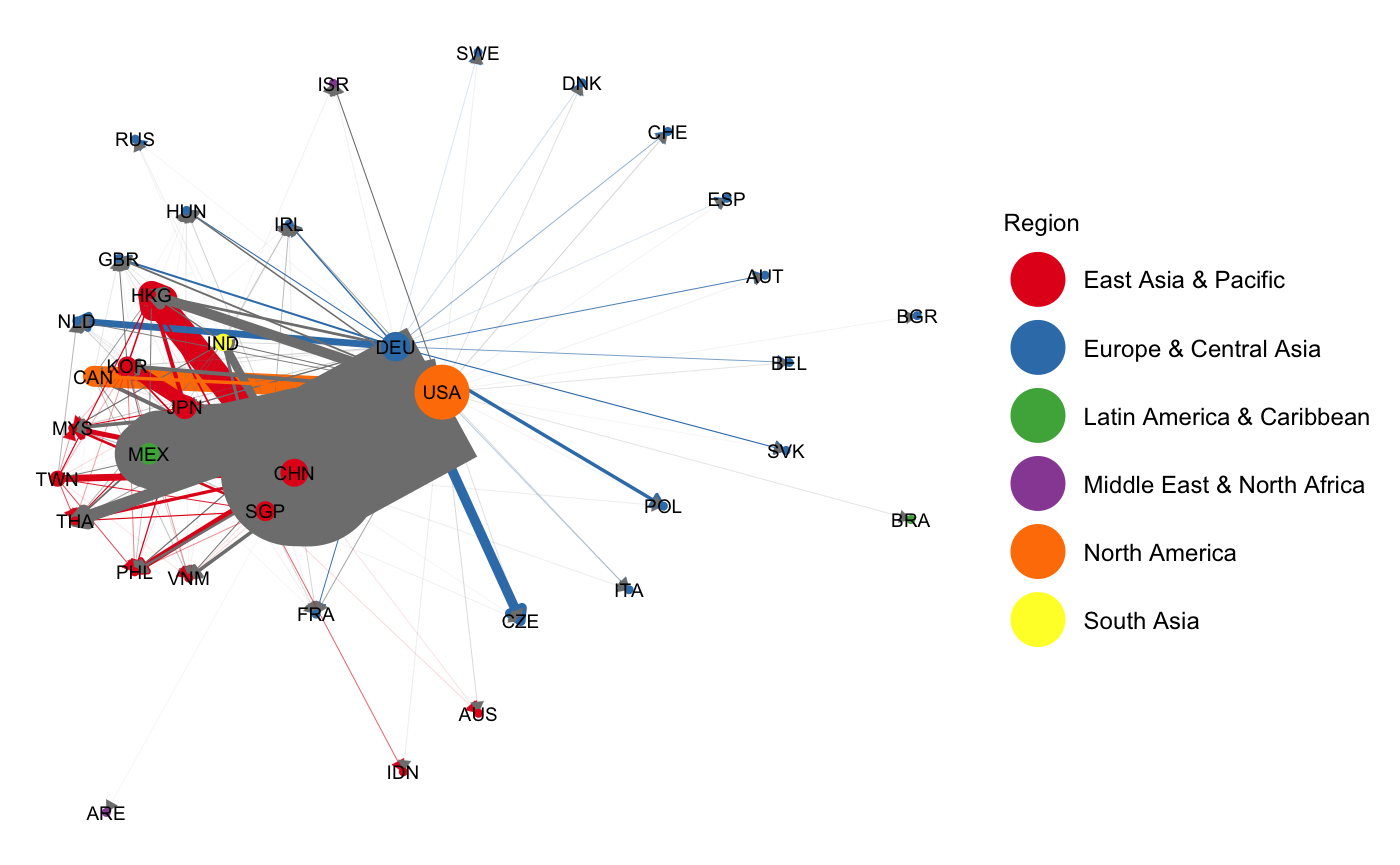 SWE
ISR
DNK
CHE
RUS
ESP
HUN
IRL
GBR
AUT
HKG
BGR
NLD
IND
DEU
BEL
KOR
CAN
USA
JPN
MYS
MEX
SVK
CHN
TWN
POL
SGP
THA
BRA
PHL
VNM
ITA
FRA
CZE
AUS
IDN
ARE
Region
East Asia & Pacific
Europe & Central Asia
Latin America & Caribbean
Middle East & North Africa
North America
South Asia